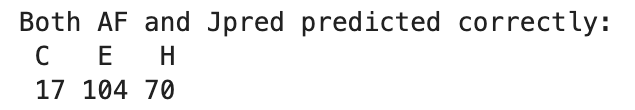 Both AF and Jpred predicted correctly:
C E H
17 104 70